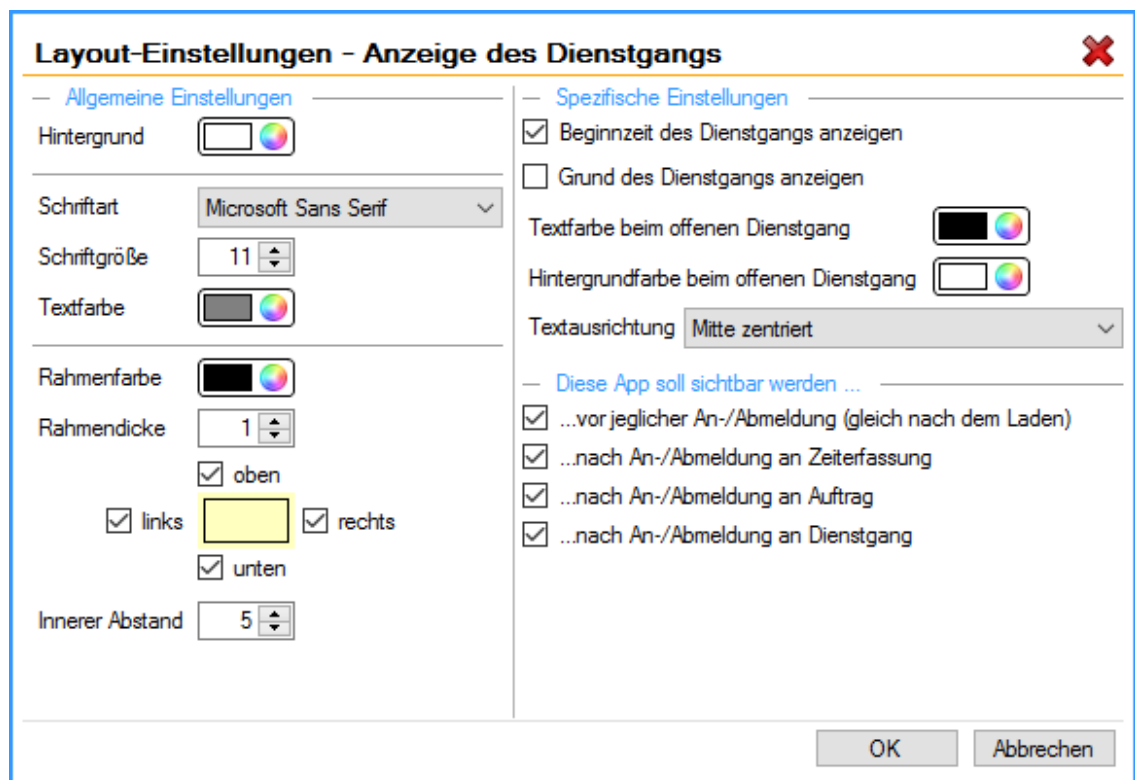 Layout-Einstellungen - Anzeige des Dienstgangs
Allgemeine Einstellungen
Hintergrund
Schriftart
Microsoft Sans Serif
Schriftgröße
11
Textfarbe
Rahmenfarbe
Rahmendicke
1
oben
links
rechts
unten
Innerer Abstand
5
Spezifische Einstellungen
Beginnzeit des Dienstgangs anzeigen
Grund des Dienstgangs anzeigen
Textfarbe beim offenen Dienstgang
Hintergrundfarbe beim offenen Dienstgang
Textausrichtung
Mitte zentriert
Diese App soll sichtbar werden ...
...vor jeglicher An-/Abmeldung (gleich nach dem Laden)
...nach An-/Abmeldung an Zeiterfassung
...nach An-/Abmeldung an Auftrag
...nach An-/Abmeldung an Dienstgang
OK
Abbrechen